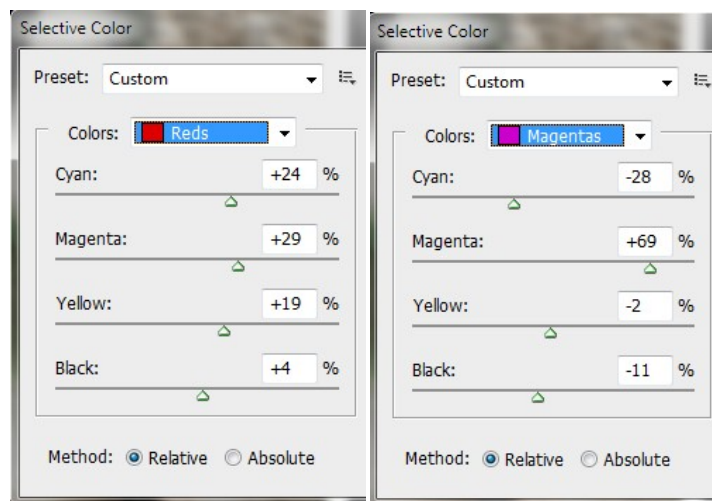 Selective Color
Preset: Custom
Colors: Reds
Cyan: +24 %
Magenta: +29 %
Yellow: +19 %
Black: +4 %
Method: Relative Absolute
Selective Color
Preset: Custom
Colors: Magentas
Cyan: -28 %
Magenta: +69 %
Yellow: -2 %
Black: -11 %
Method: Relative Absolute